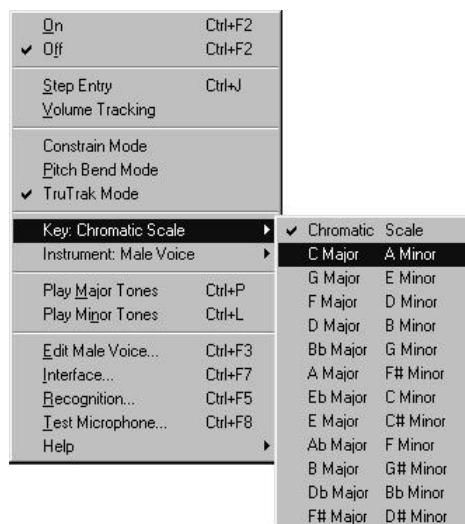 On Ctrl+F2
Off Ctrl+F2
Step Entry Ctrl+J
Volume Tracking
Constrain Mode
Pitch Bend Mode
TruTrak Mode
Key: Chromatic Scale
Instrument: Male Voice
Play Major Tones Ctrl+P
Play Minor Tones Ctrl+L
Edit Male Voice... Ctrl+F3
Interface... Ctrl+F7
Recognition... Ctrl+F5
Test Microphone... Ctrl+F8
Help
Chromatic Scale
C Major A Minor
G Major E Minor
F Major D Minor
D Major B Minor
Bb Major G Minor
A Major F# Minor
Eb Major C Minor
E Major C# Minor
Ab Major F Minor
B Major G# Minor
Db Major Bb Minor
F# Major D# Minor